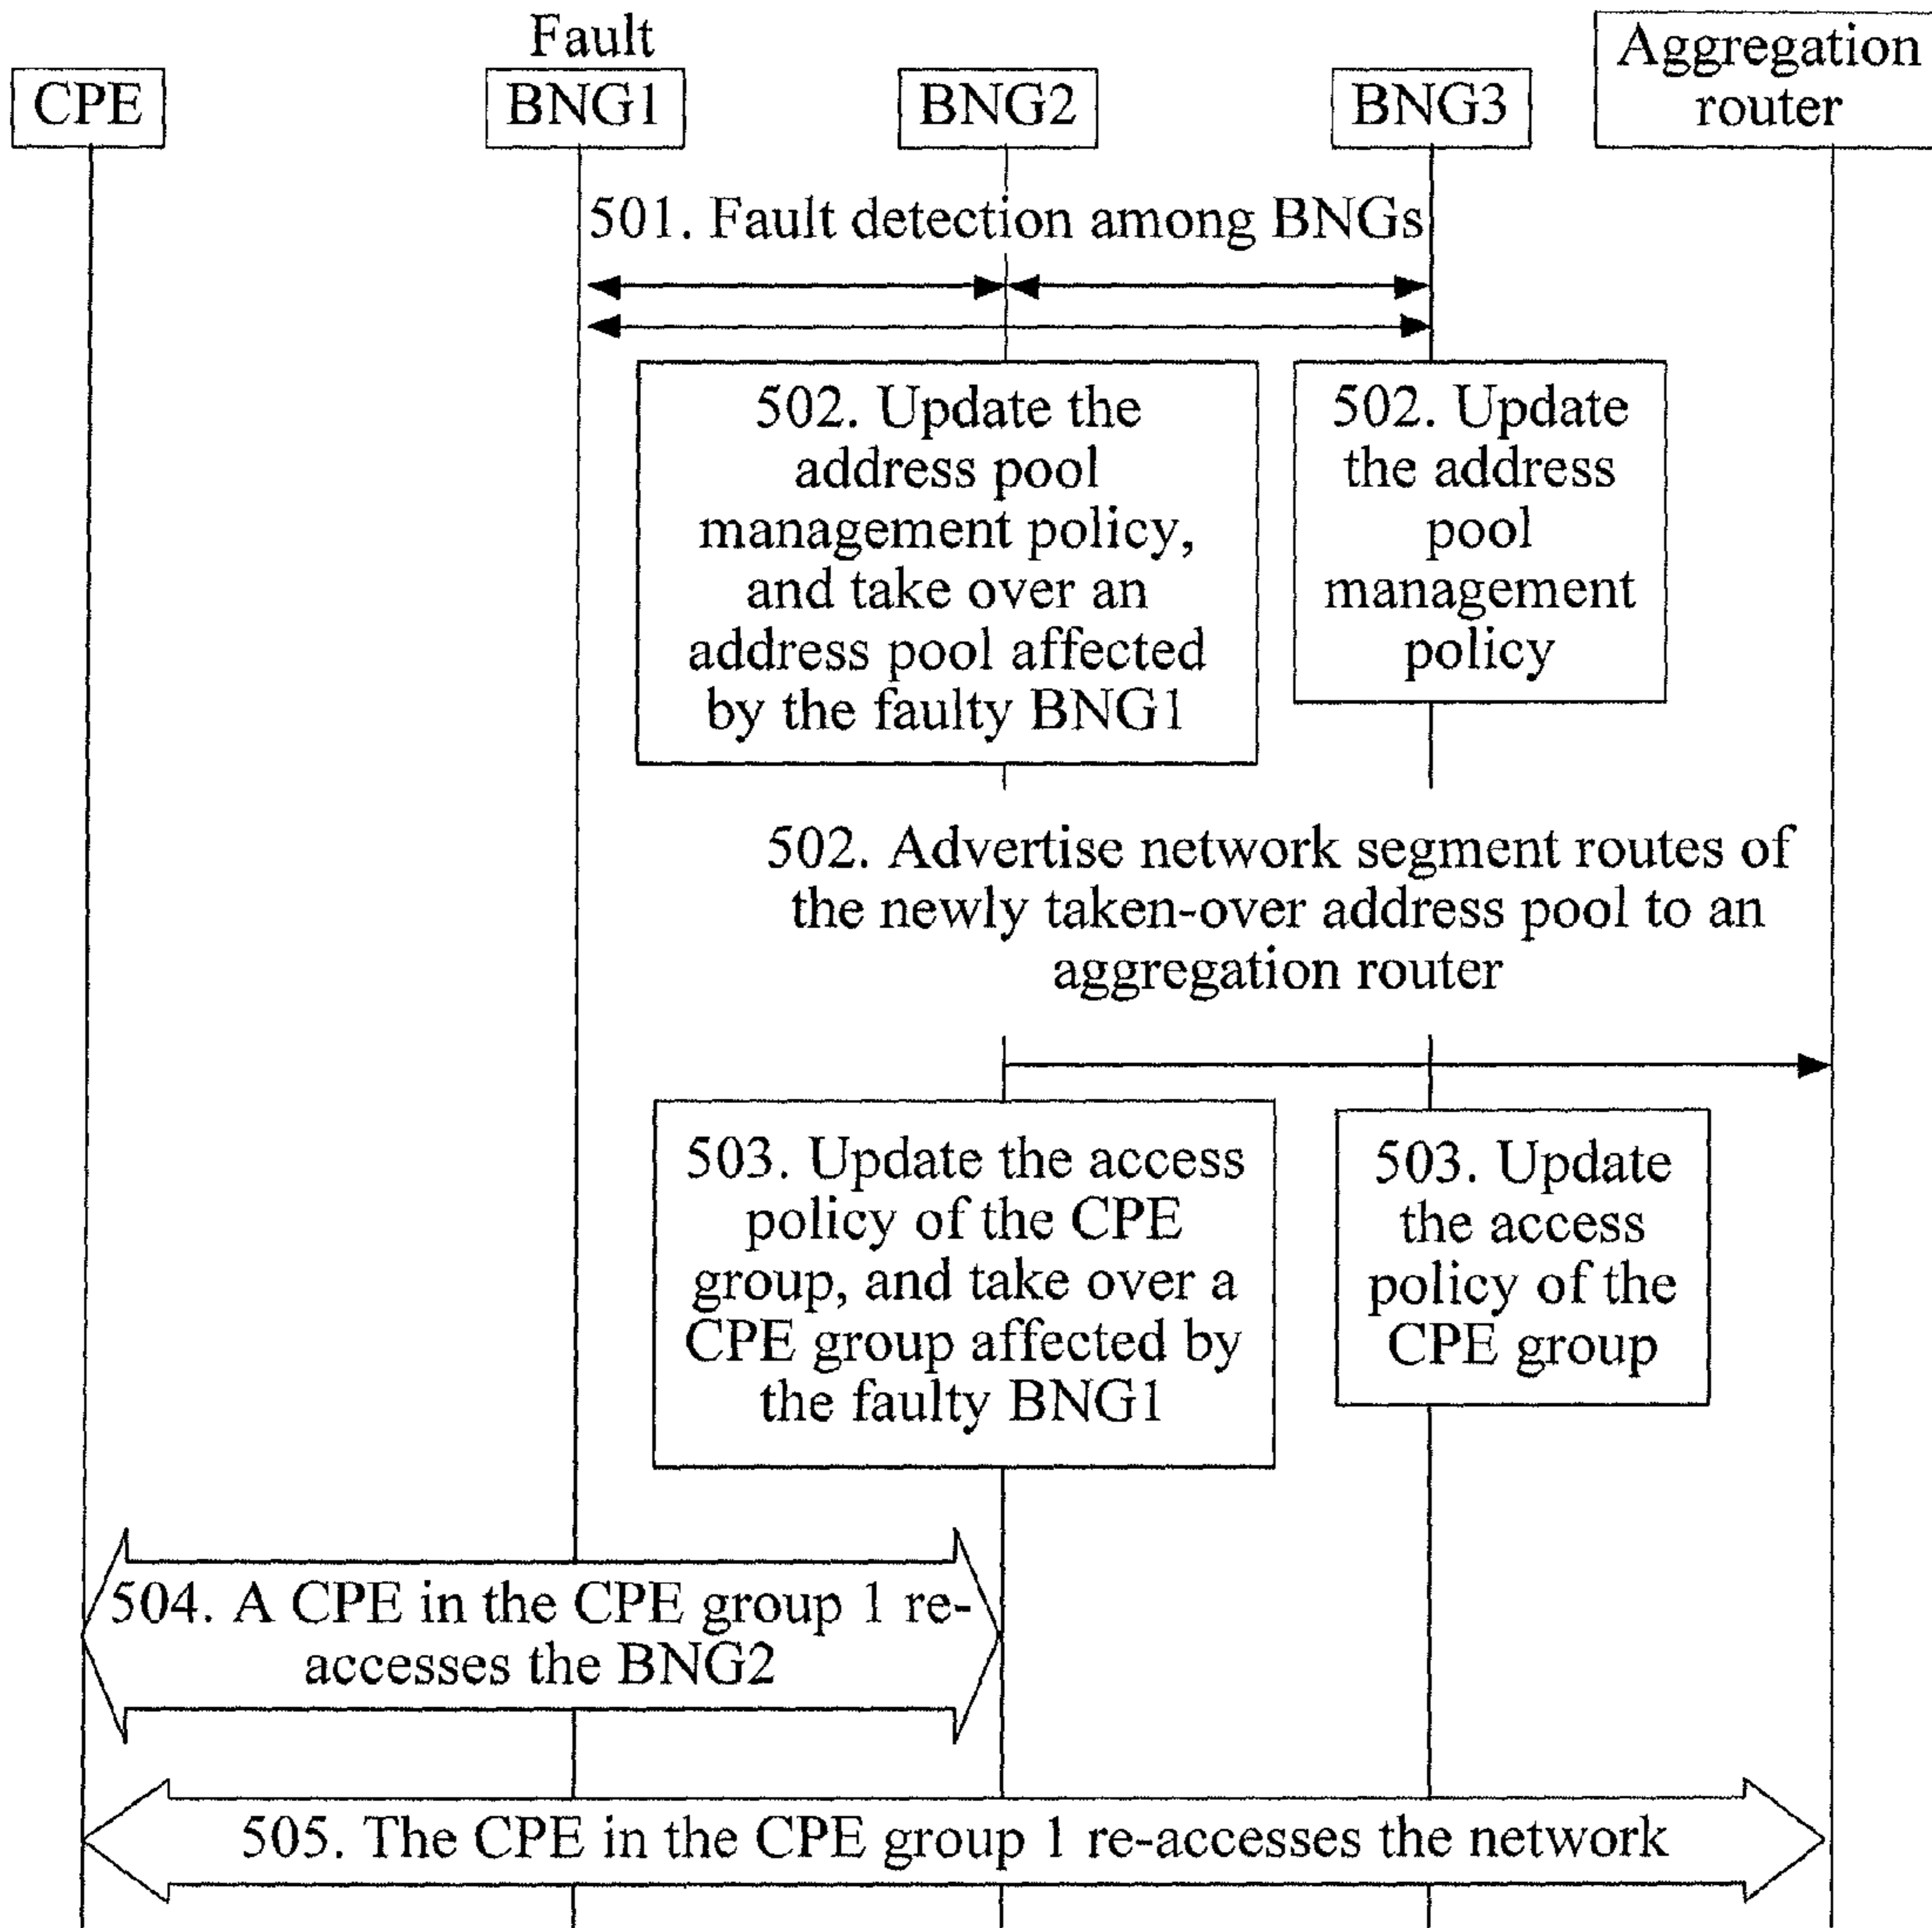 Fault
CPE
BNG1
BNG2
BNG3
Aggregation
router
501. Fault detection among BNGs
502. Update the
address pool
management policy,
and take over an
address pool affected
by the faulty BNG1
502. Update
the address
pool
management
policy
502. Advertise network segment routes of
the newly taken-over address pool to an
aggregation router
503. Update the access
policy of the CPE
group, and take over a
CPE group affected by
the faulty BNG1
503. Update
the access
policy of the
CPE group
504. A CPE in the CPE group 1 re-
accesses the BNG2
505. The CPE in the CPE group 1 re-accesses the network